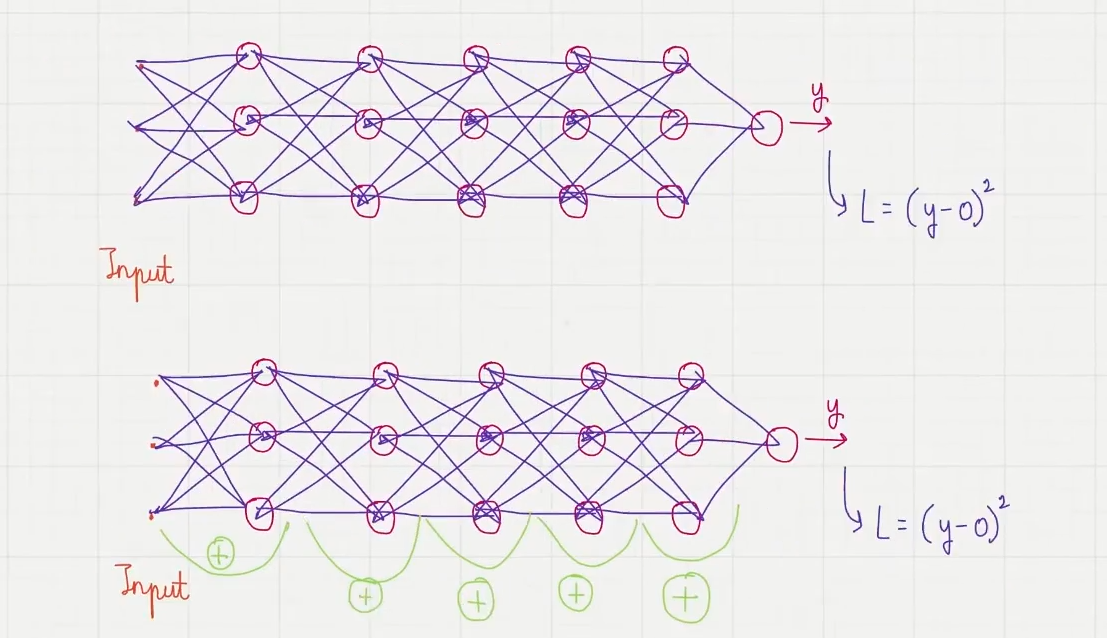 y
L = (y-0)²
Input
y
L = (y-0)²
+
+
+
+
+
Input